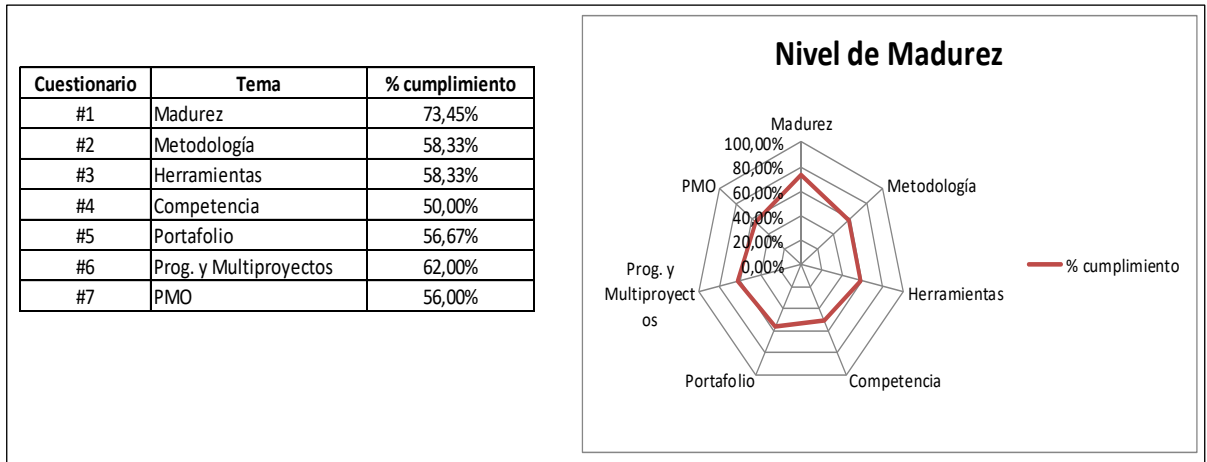 Cuestionario Tema % cumplimiento
#1 Madurez 73,45%
#2 Metodología 58,33%
#3 Herramientas 58,33%
#4 Competencia 50,00%
#5 Portafolio 56,67%
#6 Prog. y Multiproyectos 62,00%
#7 PMO 56,00%
Nivel de Madurez
Madurez
100,00%
80,00%
60,00%
40,00%
20,00%
0,00%
Metodología
Herramientas
Competencia
Portafolio
Prog. y
Multiproyect
os
PMO
% cumplimiento